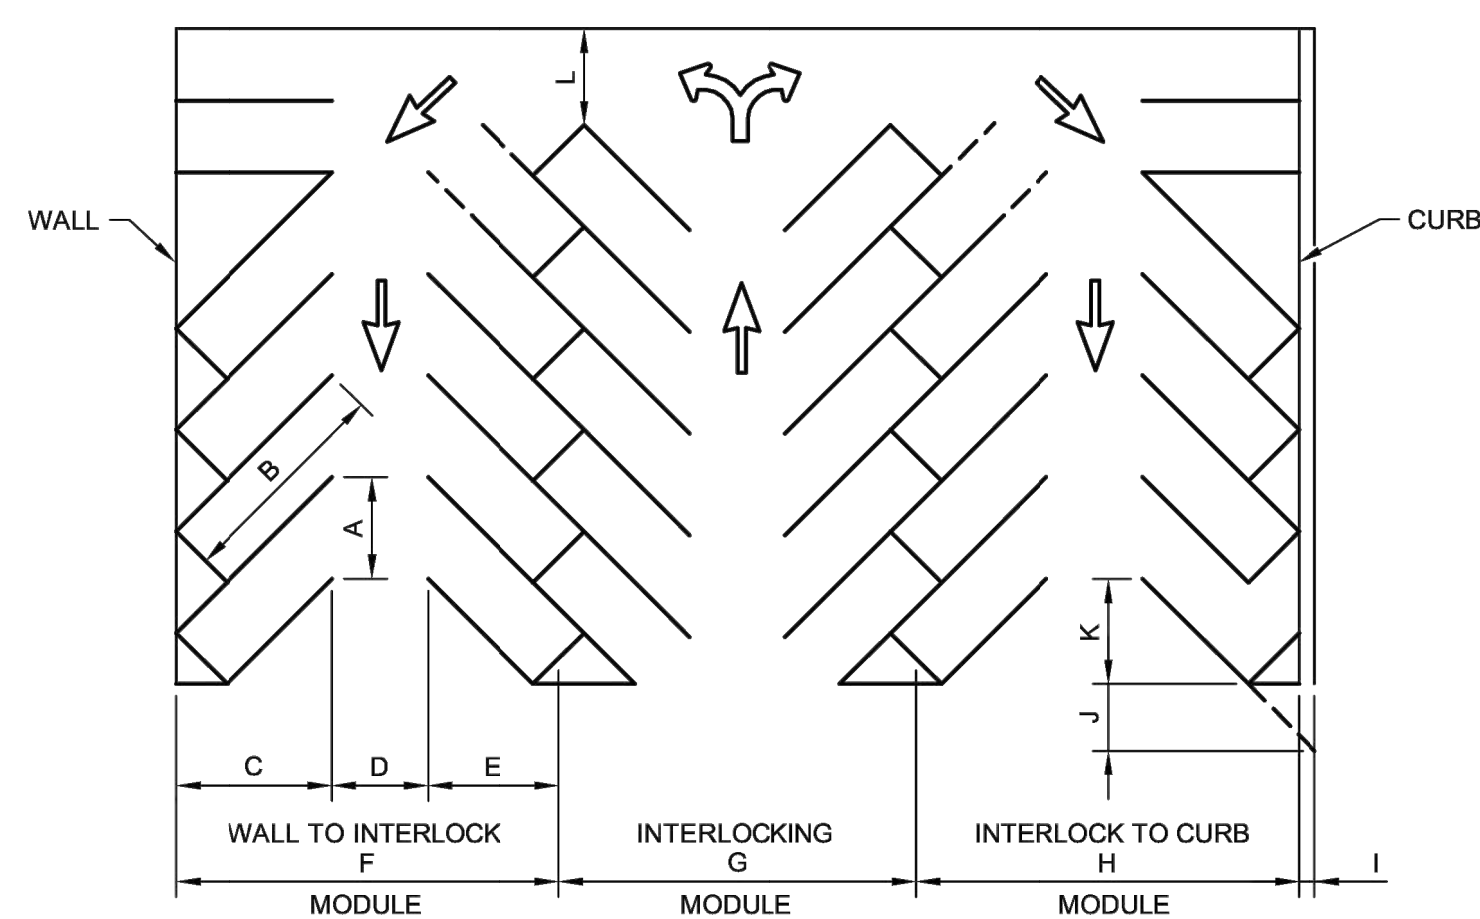 L
WALL
CURB
B
A
K
J
C
D
E
WALL TO INTERLOCK
INTERLOCKING
INTERLOCK TO CURB
F
G
H
I
MODULE
MODULE
MODULE